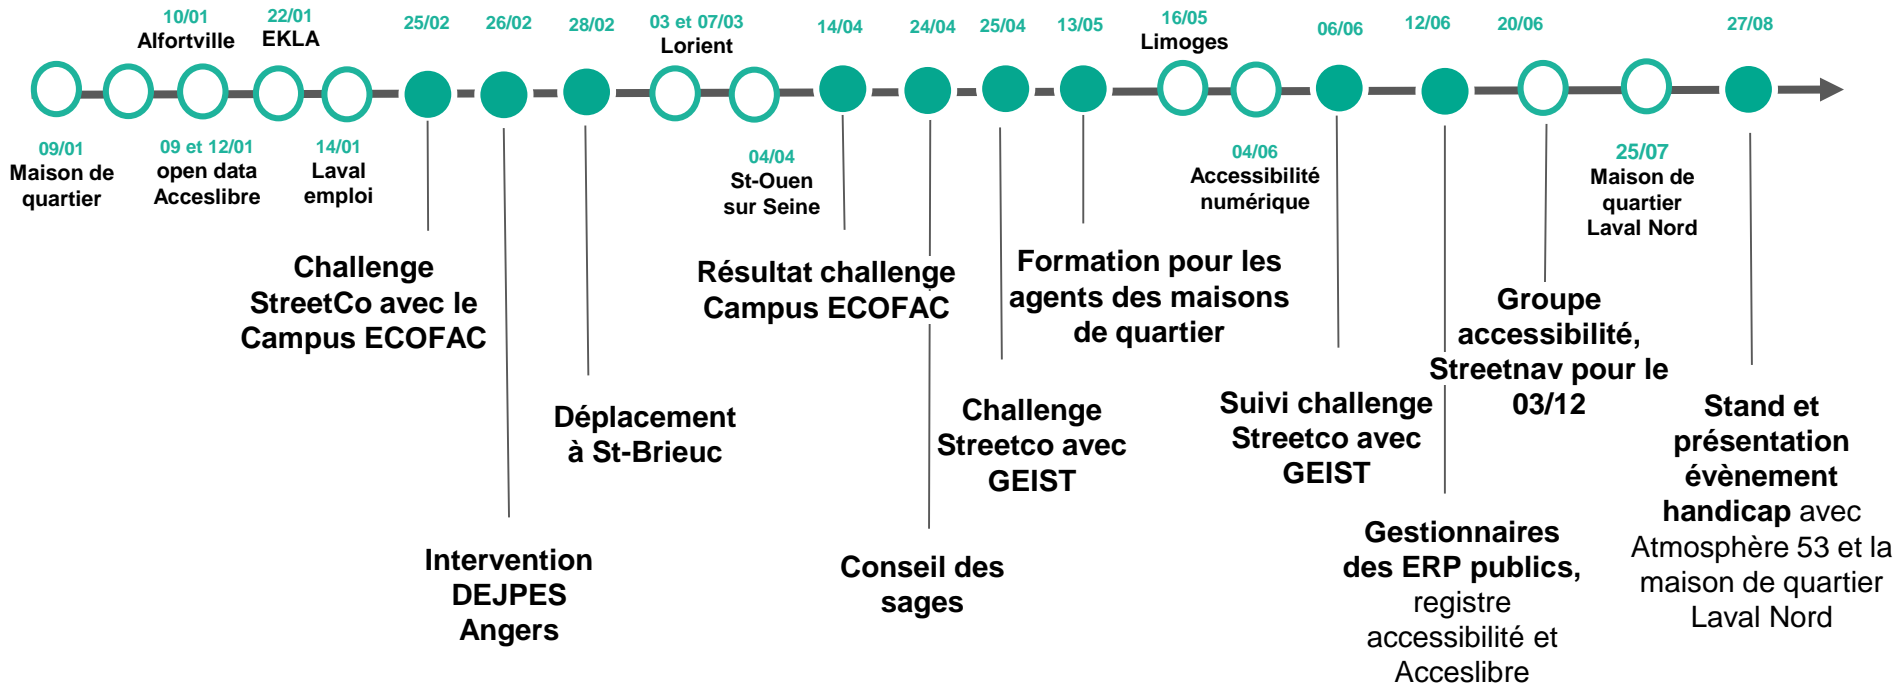 10/01
Alfortville
22/01
EKLA
25/02
26/02
28/02
03 et 07/03
Lorient
14/04
24/04
25/04
13/05
16/05
Limoges
06/06
12/06
20/06
27/08
09/01
Maison de
quartier
09 et 12/01
open data
Acceslibre
14/01
Laval
emploi
04/04
St-Ouen
sur Seine
04/06
Accessibilité
numérique
25/07
Maison de
quartier
Laval Nord
Challenge
StreetCo avec le
Campus ECOFAC
Intervention
DEJPES
Angers
Déplacement
à St-Brieuc
Résultat challenge
Campus ECOFAC
Conseil des
sages
Challenge
Streetco avec
GEIST
Formation pour les
agents des maisons
de quartier
Suivi challenge
Streetco avec
GEIST
Gestionnaires
des ERP publics,
registre
accessibilité et
Acceslibre
Groupe
accessibilité,
Streetnav pour le
03/12
Stand et
présentation
évènement
handicap avec
Atmosphère 53 et la
maison de quartier
Laval Nord